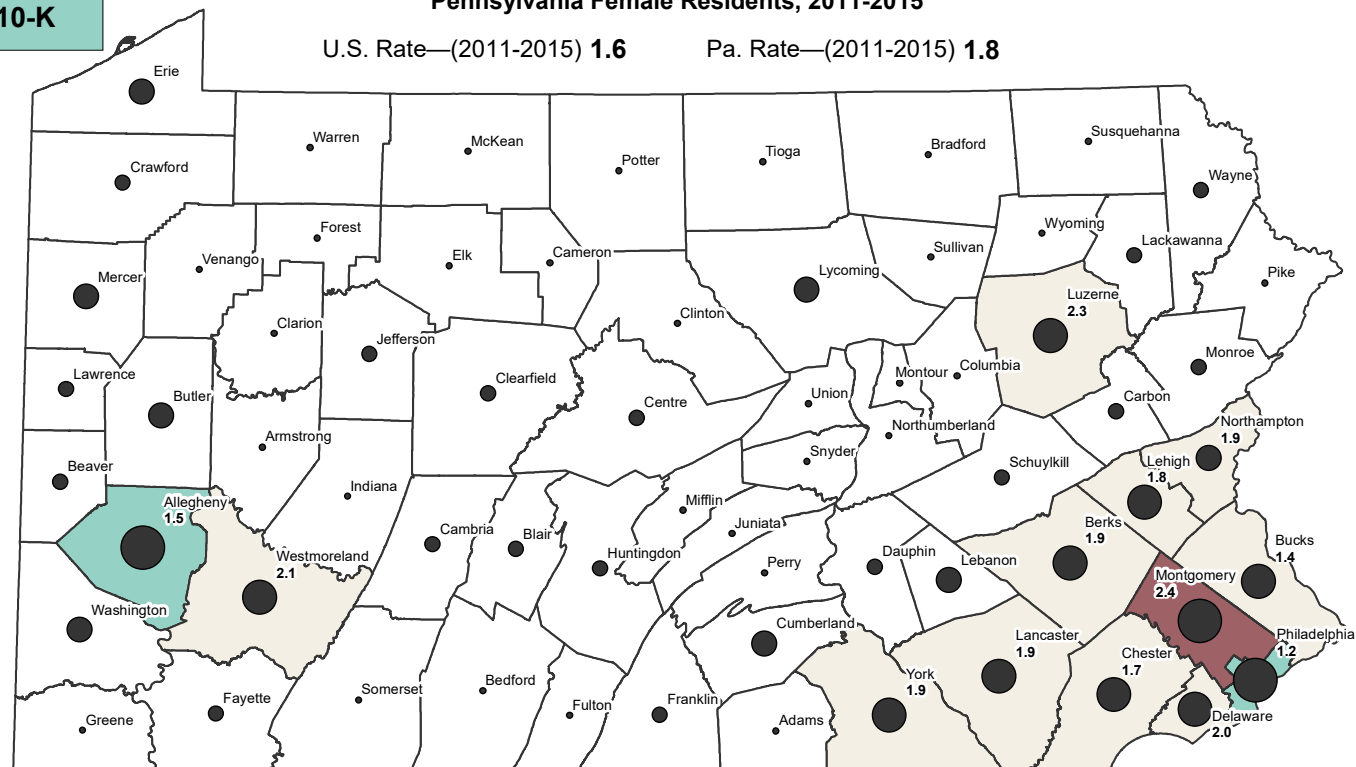 10-K
Pennsylvania Female Residents, 2011-2015
U.S. Rate—(2011-2015) 1.6
Pa. Rate—(2011-2015) 1.8
Erie
Warren
McKean
Potter
Tioga
Bradford
Susquehanna
Wayne
Crawford
Forest
Venango
Elk
Cameron
Lycoming
Sullivan
Wyoming
Lackawanna
Pike
Mercer
Clarion
Jefferson
Clinton
Luzerne
2.3
Lawrence
Butler
Clearfield
Centre
Union
Montour
Columbia
Monroe
Carbon
Armstrong
Northumberland
Northampton
1.9
Beaver
Indiana
Snyder
Schuylkill
Lehigh
1.8
Allegheny
1.5
Mifflin
Juniata
Cambria
Blair
Huntingdon
Perry
Dauphin
Lebanon
Berks
1.9
Bucks
1.4
Westmoreland
2.1
Montgomery
2.4
Washington
Cumberland
Lancaster
1.9
Chester
1.7
Philadelphia
1.2
York
1.9
Fayette
Somerset
Bedford
Fulton
Franklin
Adams
Delaware
2.0
Greene